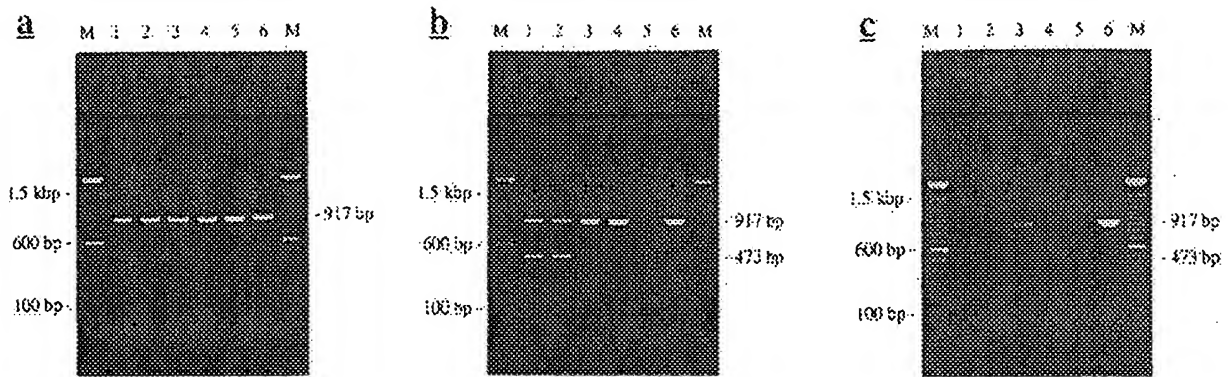 a b c
M 1 2 3 4 5 6 M M 1 2 3 4 5 6 M M 1 2 3 4 5 6 M
1.5 kbp - 1.5 kbp - 1.5 kbp -
- 917 bp - 917 bp - 917 bp
600 bp - 600 bp - 600 bp -
- 473 bp - 473 bp
100 bp - 100 bp - 100 bp -